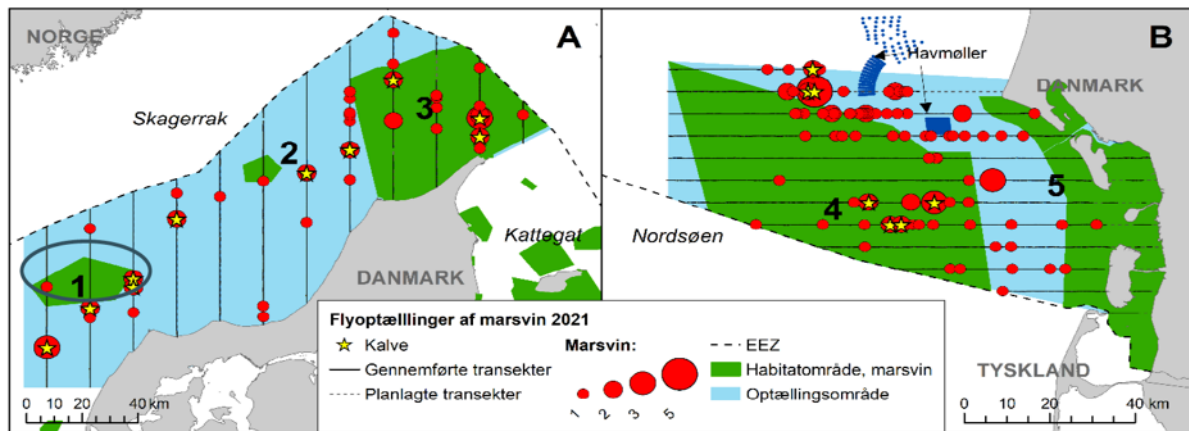 NORGE
A
Skagerrak
3
2
1
Kattegat
DANMARK
0 20 40 km
B
Havmøller
DANMARK
5
4
Nordsøen
TYSKLAND
0 10 20 40 km
Flyoptælllinger af marsvin 2021
Kalve
Gennemførte transekter
Planlagte transekter
Marsvin:
1 2 3 5
EEZ
Habitatområde, marsvin
Optællingsområde